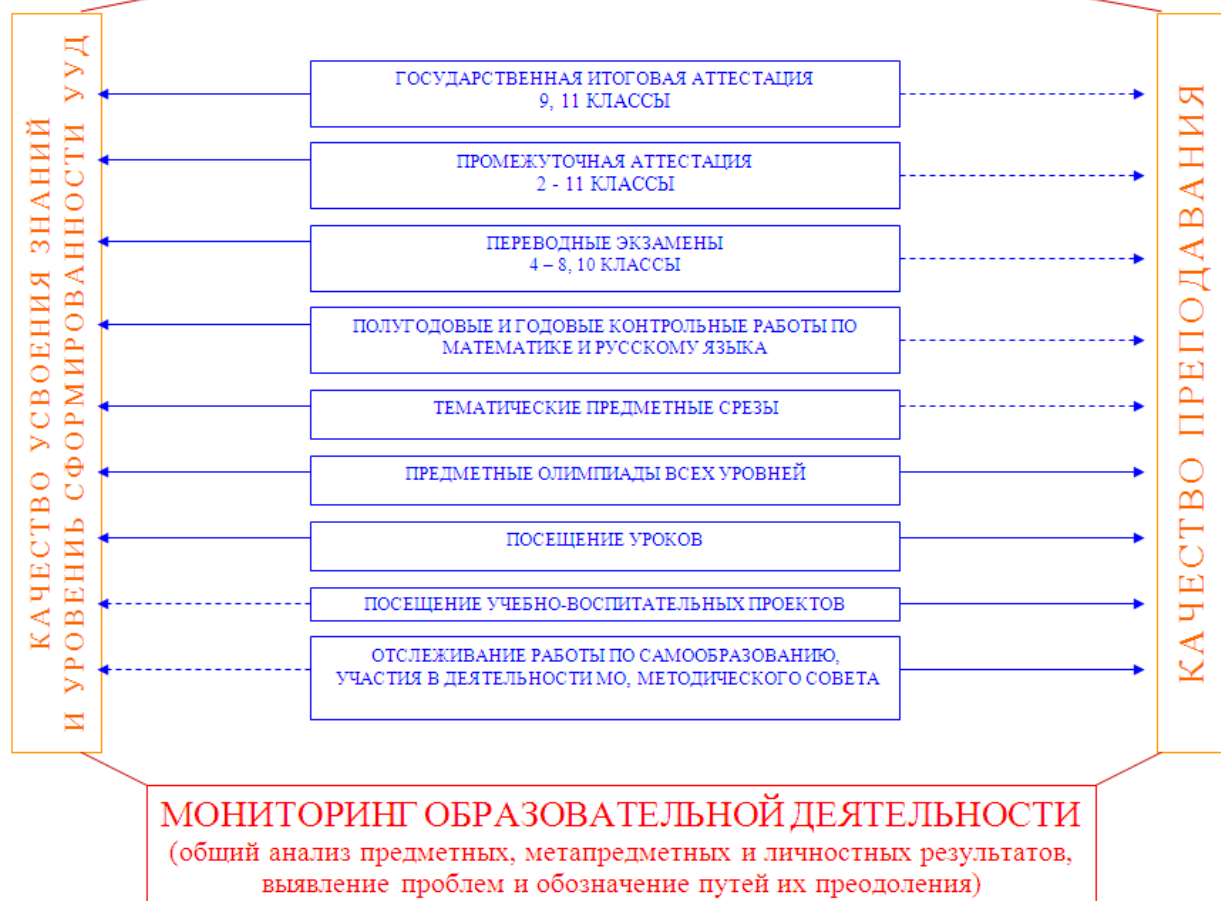 КАЧЕСТВО УСВОЕНИЯ ЗНАНИЙ
И УРОВЕНЬ СФОРМИРОВАННОСТИ УУД
ГОСУДАРСТВЕННАЯ ИТОГОВАЯ АТТЕСТАЦИЯ
9, 11 КЛАССЫ
ПРОМЕЖУТОЧНАЯ АТТЕСТАЦИЯ
2 - 11 КЛАССЫ
ПЕРЕВОДНЫЕ ЭКЗАМЕНЫ
4 – 8, 10 КЛАССЫ
ПОЛУГОДОВЫЕ И ГОДОВЫЕ КОНТРОЛЬНЫЕ РАБОТЫ ПО
МАТЕМАТИКЕ И РУССКОМУ ЯЗЫКА
ТЕМАТИЧЕСКИЕ ПРЕДМЕТНЫЕ СРЕЗЫ
ПРЕДМЕТНЫЕ ОЛИМПИАДЫ ВСЕХ УРОВНЕЙ
ПОСЕЩЕНИЕ УРОКОВ
ПОСЕЩЕНИЕ УЧЕБНО-ВОСПИТАТЕЛЬНЫХ ПРОЕКТОВ
ОТСЛЕЖИВАНИЕ РАБОТЫ ПО САМООБРАЗОВАНИЮ,
УЧАСТИЯ В ДЕЯТЕЛЬНОСТИ МО, МЕТОДИЧЕСКОГО СОВЕТА
КАЧЕСТВО ПРЕПОДАВАНИЯ
МОНИТОРИНГ ОБРАЗОВАТЕЛЬНОЙ ДЕЯТЕЛЬНОСТИ
(общий анализ предметных, метапредметных и личностных результатов,
выявление проблем и обозначение путей их преодоления)